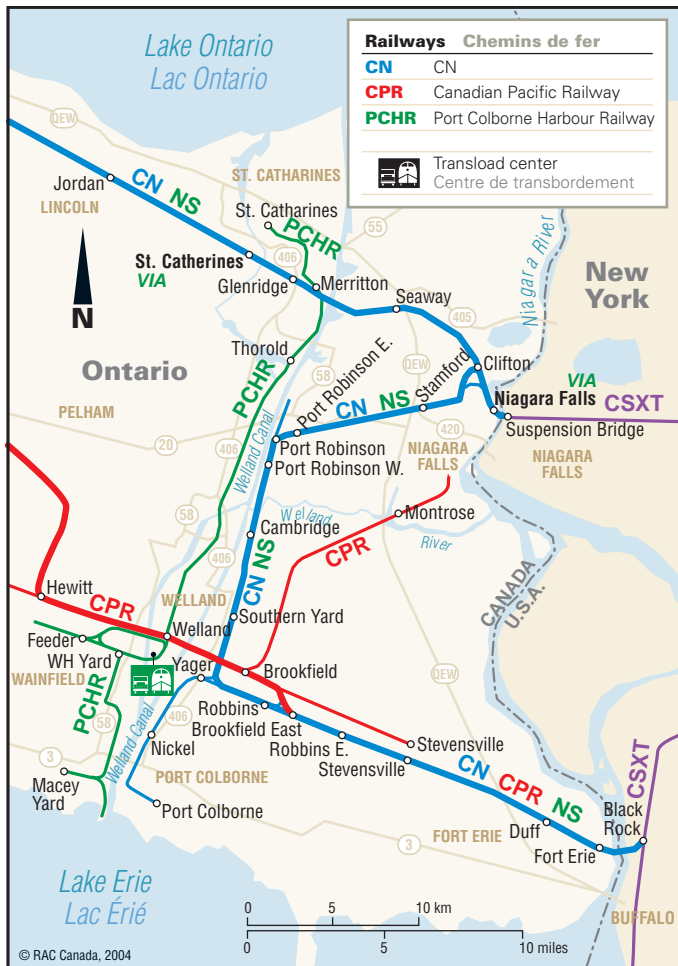 Lake Ontario
Lac Ontario
Railways Chemins de fer
CN CN
CPR Canadian Pacific Railway
PCHR Port Colborne Harbour Railway
Transload center
Centre de transbordement
QEW
QEW
Jordan
CN NS
LINCOLN
ST. CATHARINES
St. Catharines
PCHR
55
406
St. Catherines
VIA
Glenridge
Merritton
Seaway
405
Niagara River
New
York
N
Ontario
Thorold
58
Port Robinson E.
QEW
Stamford
Clifton
VIA
Niagara Falls
CSXT
Suspension Bridge
PCHR
CN NS
PELHAM
20
Welland Canal
Port Robinson
Port Robinson W.
420
NIAGARA
FALLS
NIAGARA
FALLS
58
Cambridge
Welland
River
Montrose
406
CN NS
CPR
CANADA
U.S.A.
Hewitt
CPR
WELLAND
Southern Yard
Feeder
Welland
WH Yard
Yager
Brookfield
QEW
WAINFIELD
PCHR
58
406
Robbins
Brookfield East
Robbins E.
Stevensville
Stevensville
Welland Canal
Nickel
3
Macey
Yard
PORT COLBORNE
Port Colborne
CN CPR NS
CSXT
Black
Rock
Duff
Fort Erie
3
FORT ERIE
BUFFALO
Lake Erie
Lac Érié
0 5 10 km
0 5 10 miles
© RAC Canada, 2004